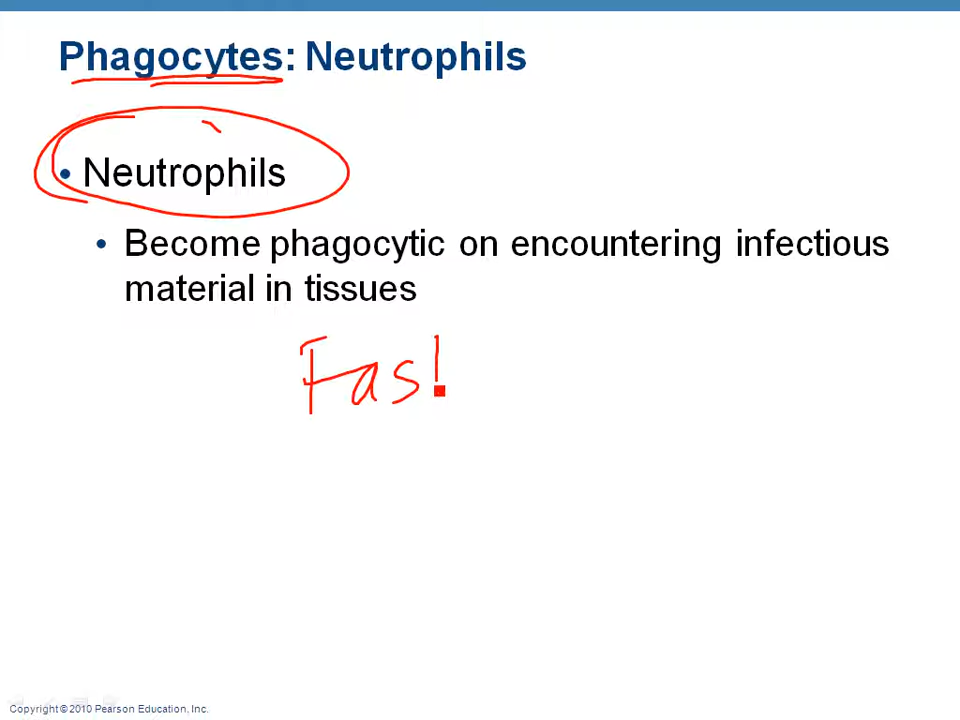 Phagocytes: Neutrophils
• Neutrophils
• Become phagocytic on encountering infectious
material in tissues
Fas!
Copyright © 2010 Pearson Education, Inc.